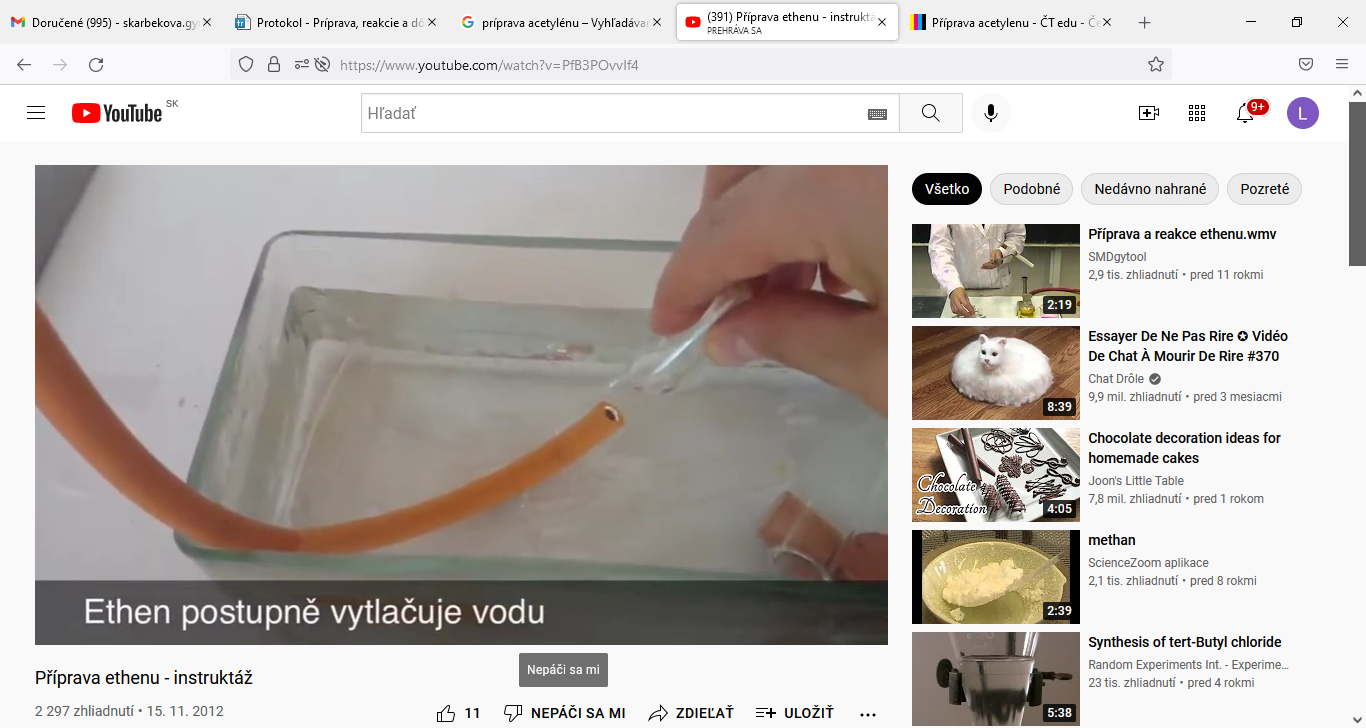 Doručené (995) - skarbekova.gy
Protokol - Príprava, reakcie a dô
príprava acetylénu – Vyhľadávan
(391) Příprava ethenu - instrukta
PREHRÁVA SA
Příprava acetylenu - ČT edu - Če
https://www.youtube.com/watch?v=PfB3POvvIf4
YouTube SK
Hľadať
9+
L
Všetko
Podobné
Nedávno nahrané
Pozreté
Ethen postupně vytlačuje vodu
Příprava ethenu - instruktáž
Nepáči sa mi
2 297 zhliadnutí • 15. 11. 2012
11
NEPÁČI SA MI
ZDIEĽAŤ
ULOŽIŤ
Příprava a reakce ethenu.wmv
SMDgytool
2,9 tis. zhliadnutí • pred 11 rokmi
2:19
Essayer De Ne Pas Rire ✪ Vidéo
De Chat À Mourir De Rire #370
Chat Drôle
9,9 mil. zhliadnutí • pred 3 mesiacmi
8:39
Chocolate decoration ideas for
homemade cakes
Joon's Little Table
7,8 mil. zhliadnutí • pred 1 rokom
Chocolate
Decoration
4:05
methan
ScienceZoom aplikace
2,1 tis. zhliadnutí • pred 8 rokmi
2:39
Synthesis of tert-Butyl chloride
Random Experiments Int. - Experime...
23 tis. zhliadnutí • pred 4 rokmi
5:38